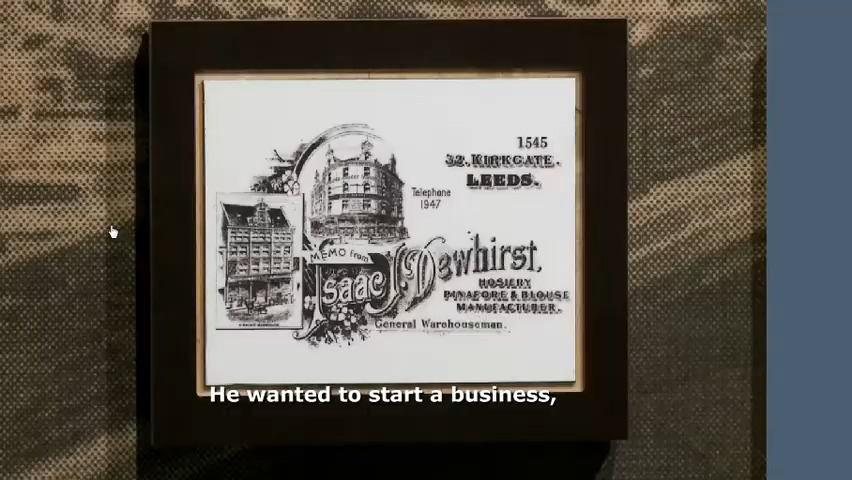 1545
32. KIRKGATE.
LEEDS.
Telephone
1947
MEMO from
Isaac J. Dewhirst,
HOSIERY
PINAFORE & BLOUSE
MANUFACTURER.
General Warehouseman.
He wanted to start a business,